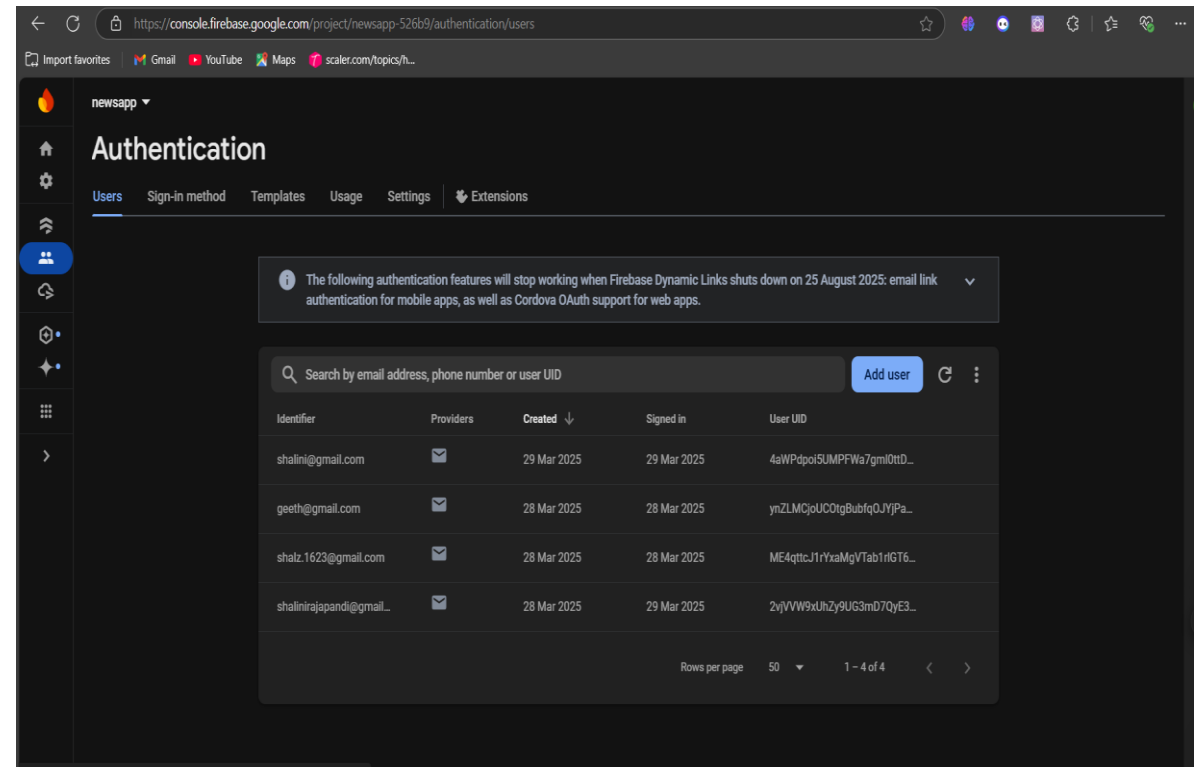 https://console.firebase.google.com/project/newsapp-526b9/authentication/users
Import favorites Gmail YouTube Maps scaler.com/topics/h...
newsapp
Authentication
Users Sign-in method Templates Usage Settings Extensions
The following authentication features will stop working when Firebase Dynamic Links shuts down on 25 August 2025: email link
authentication for mobile apps, as well as Cordova OAuth support for web apps.
Search by email address, phone number or user UID Add user
Identifier Providers Created Signed in User UID
shalini@gmail.com 29 Mar 2025 29 Mar 2025 4aWPdpoi5UMPFWa7gml0ttD...
geeth@gmail.com 28 Mar 2025 28 Mar 2025 ynZLMCjoUCOtgBubfqOJYjPa...
shalz.1623@gmail.com 28 Mar 2025 28 Mar 2025 ME4qttcJ1rYxaMgVTab1rlGT6...
shalinirajapandi@gmail... 28 Mar 2025 29 Mar 2025 2vjVVW9xUhZy9UG3mD7QyE3...
Rows per page 50 1 – 4 of 4